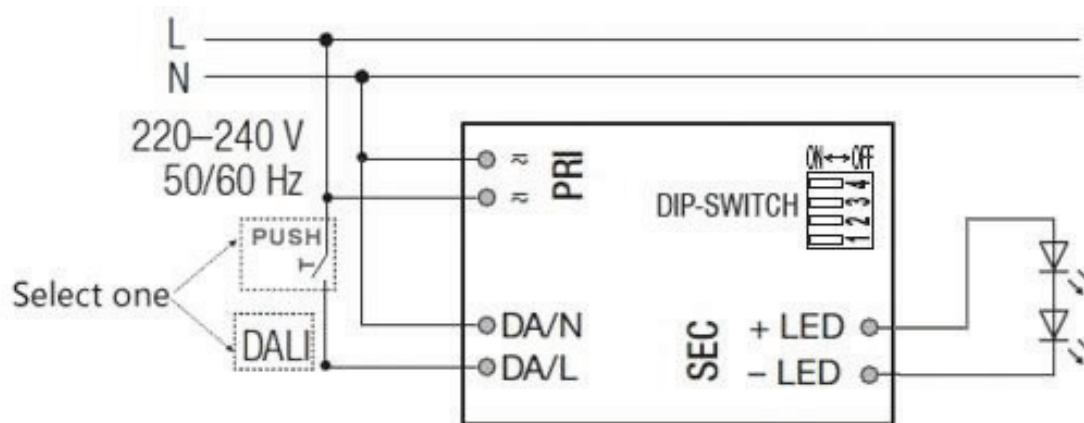 L
N
220–240 V
50/60 Hz
PUSH
Select one
DALI
≂
≂
PRI
DIP-SWITCH
ON↔OFF
4
3
2
1
DA/N
DA/L
SEC
+ LED
− LED